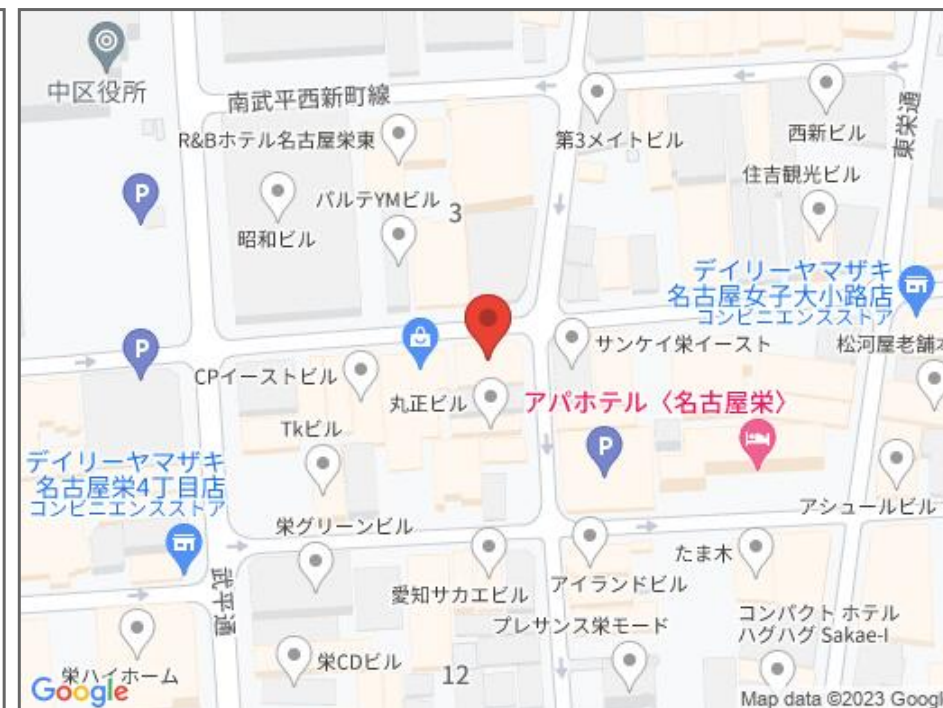 中区役所
南武平西新町線
R&Bホテル名古屋栄東
第3メイトビル
西新ビル
東栄通
住吉観光ビル
P
バルテYMビル
3
昭和ビル
デイリーヤマザキ
名古屋女子大小路店
コンビニエンスストア
P
サンケイ栄イースト
松河屋老舗本
CPイーストビル
丸正ビル
アパホテル〈名古屋栄〉
Tkビル
P
デイリーヤマザキ
名古屋栄4丁目店
コンビニエンスストア
アシュールビル
栄グリーンビル
たま木
武平通
愛知サカエビル
アイランドビル
プレサンス栄モード
コンパクト ホテル
ハグハグ Sakae-I
栄CDビル
12
栄ハイホーム
Google
Map data ©2023 Googl